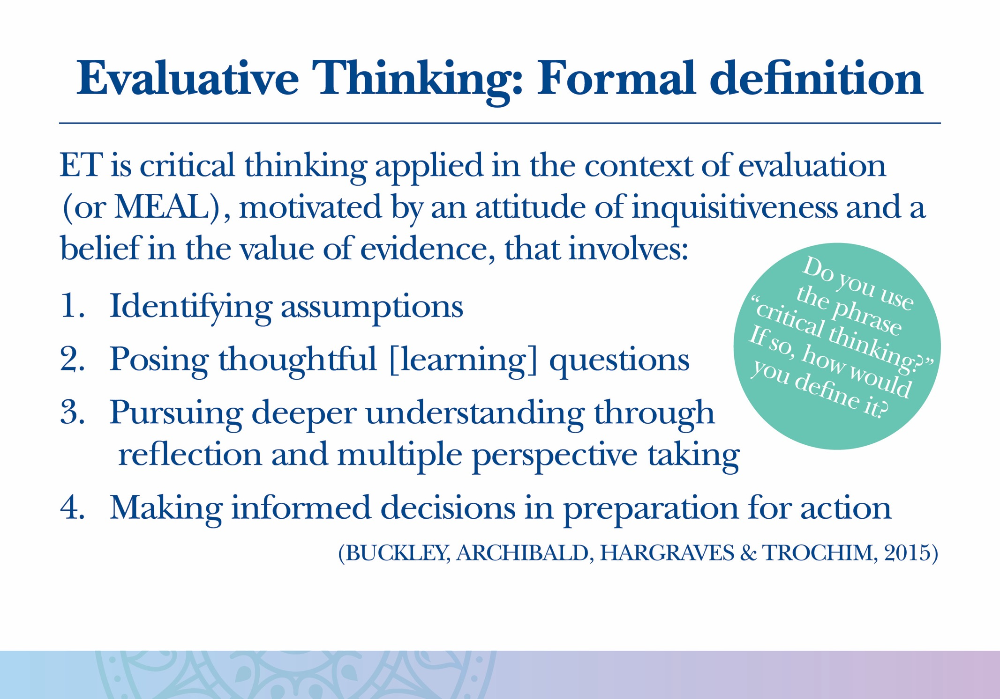 Evaluative Thinking: Formal definition
ET is critical thinking applied in the context of evaluation
(or MEAL), motivated by an attitude of inquisitiveness and a
belief in the value of evidence, that involves:
1. Identifying assumptions
2. Posing thoughtful [learning] questions
3. Pursuing deeper understanding through
reflection and multiple perspective taking
4. Making informed decisions in preparation for action
(BUCKLEY, ARCHIBALD, HARGRAVES & TROCHIM, 2015)
Do you use
the phrase
“critical thinking?”
If so, how would
you define it?